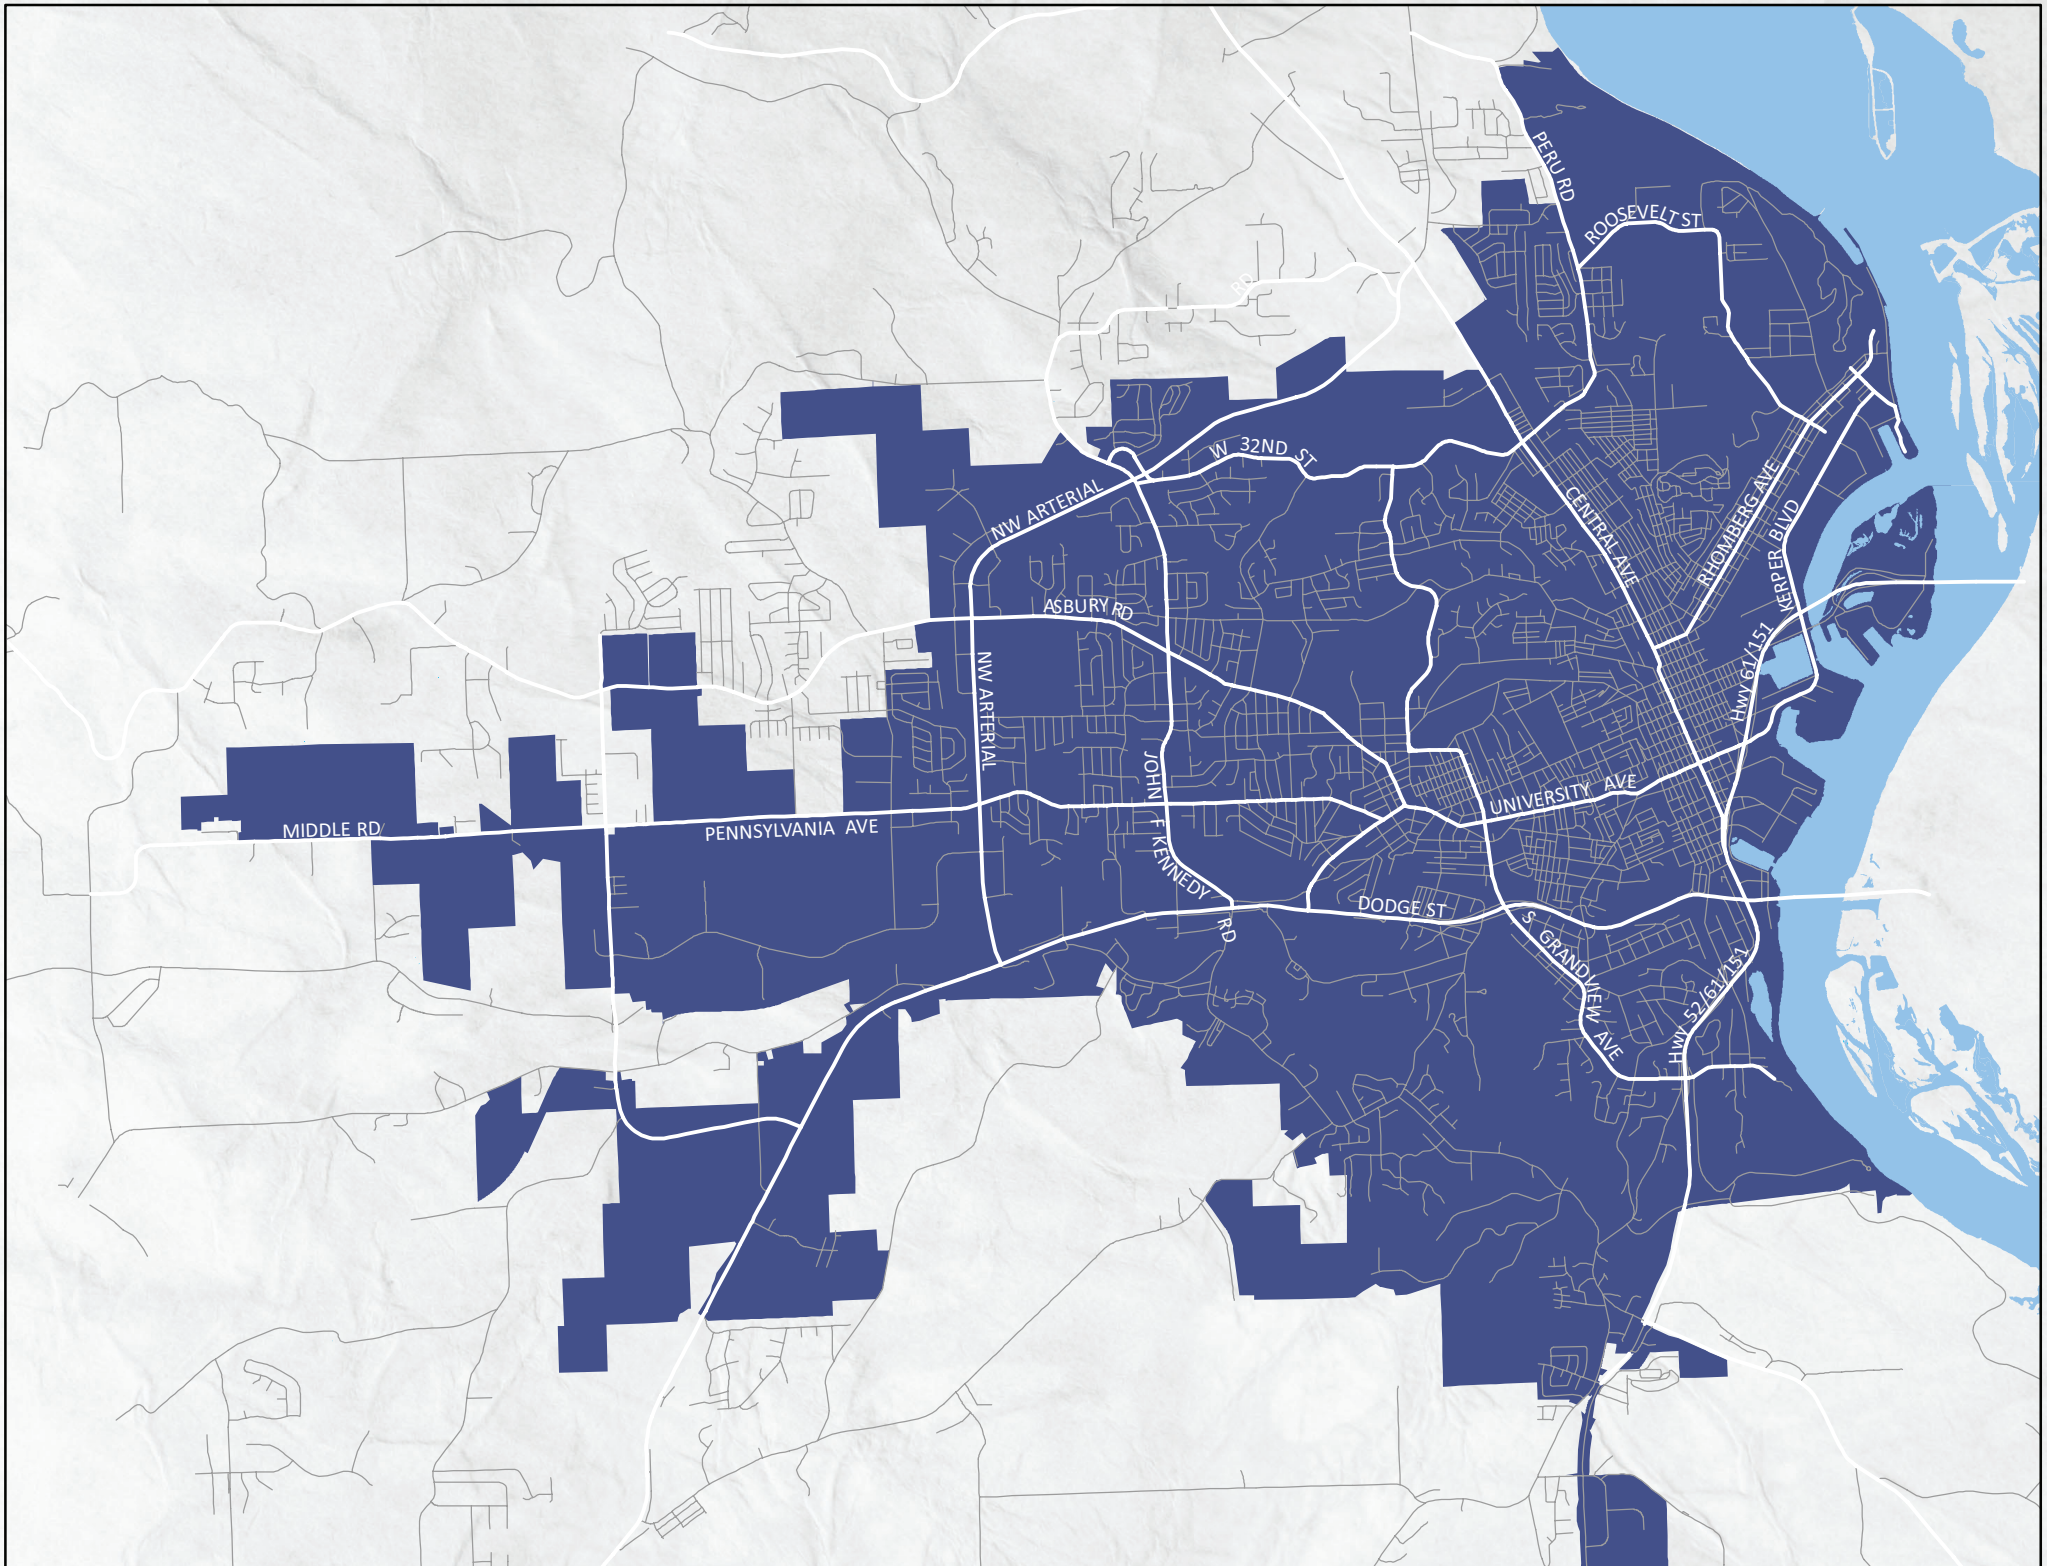 PERU RD
ROOSEVELT ST
RD
W 32ND ST
NW ARTERIAL
CENTRAL AVE
RHOMBERG AVE
KERPER BLVD
ASBURY RD
Hwy 61/151
NW ARTERIAL
JOHN F KENNEDY RD
UNIVERSITY AVE
MIDDLE RD
PENNSYLVANIA AVE
DODGE ST
S GRANDVIEW AVE
HWY 52/61/151